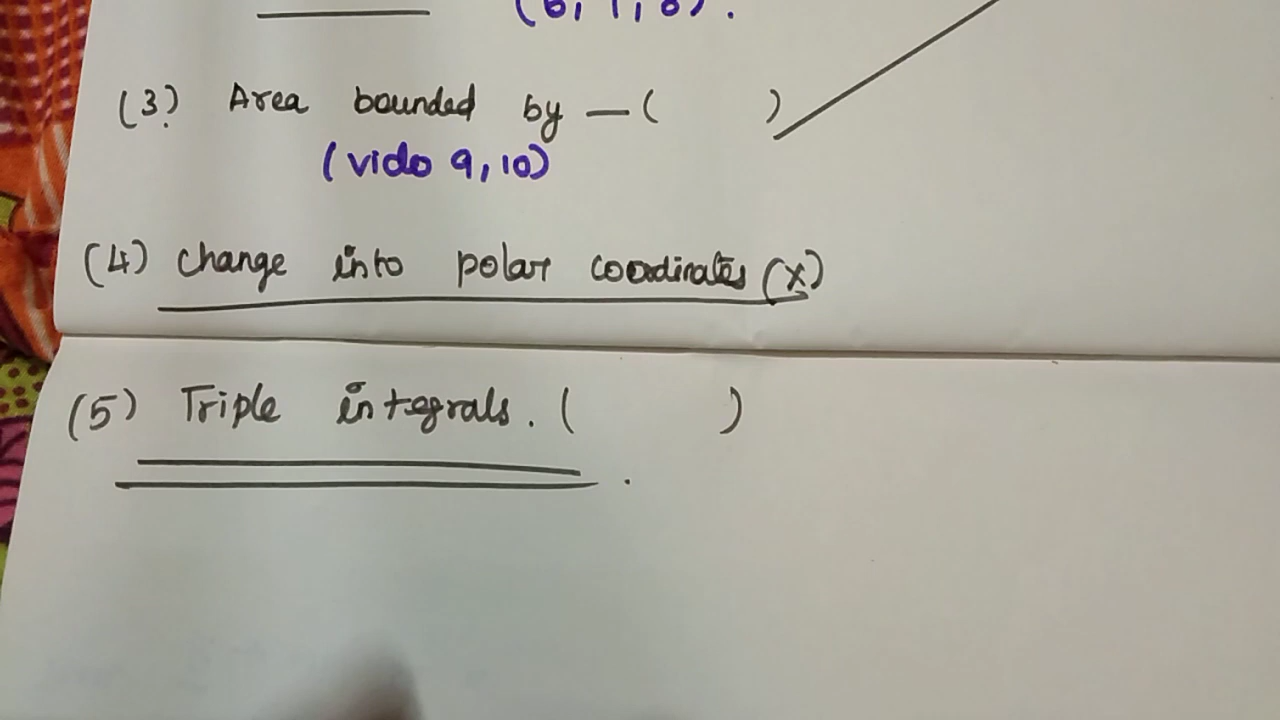 (3) Area bounded by — ( )
(vido 9, 10)
(4) change into polar coordinates (x)
(5) Triple integrals. ( )